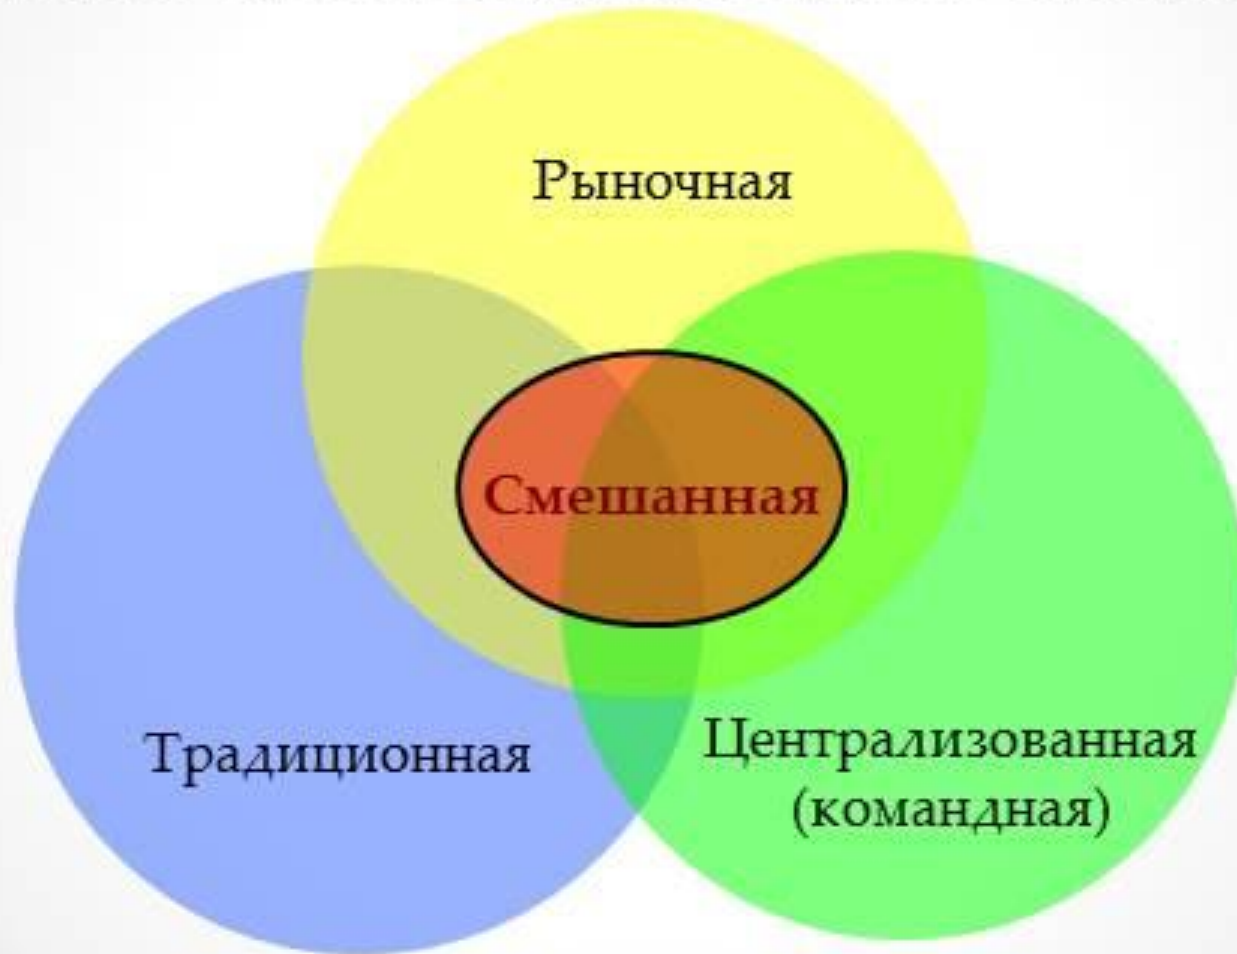 Рыночная
Смешанная
Традиционная
Централизованная
(командная)